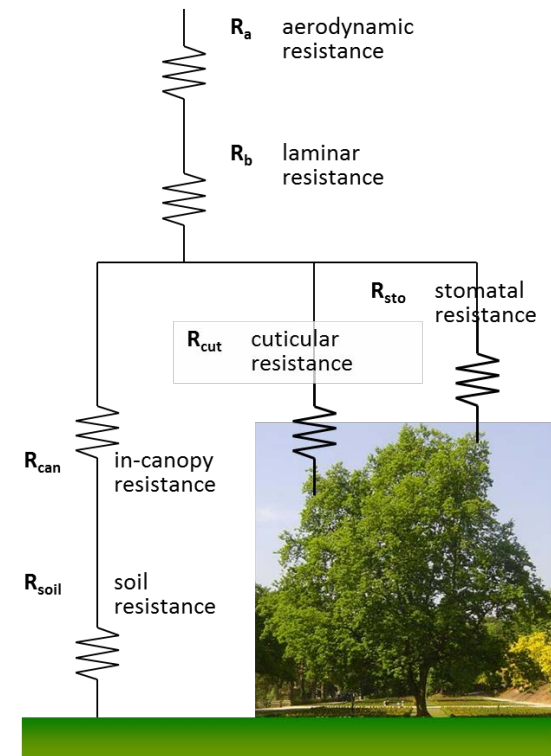 Ra aerodynamic
resistance
Rb laminar
resistance
Rsto stomatal
resistance
Rcut cuticular
resistance
Rcan in-canopy
resistance
Rsoil soil
resistance